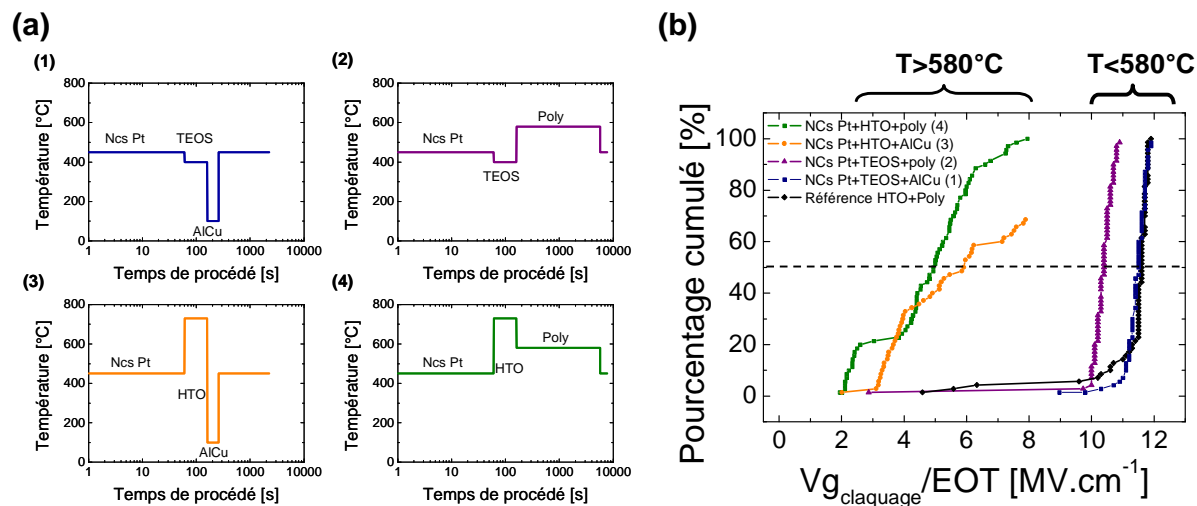 (a)
(1)
Température [°C]
800
600
400
200
0
Ncs Pt
TEOS
AlCu
1
10
100
1000
10000
Temps de procédé [s]
(2)
Température [°C]
800
600
400
200
0
Ncs Pt
TEOS
Poly
1
10
100
1000
10000
Temps de procédé [s]
(3)
Température [°C]
800
600
400
200
0
Ncs Pt
HTO
AlCu
1
10
100
1000
10000
Temps de procédé [s]
(4)
Température [°C]
800
600
400
200
0
Ncs Pt
HTO
Poly
1
10
100
1000
10000
Temps de procédé [s]
(b)
T>580°C
T<580°C
Pourcentage cumulé [%]
100
80
60
40
20
0
NCs Pt+HTO+poly (4)
NCs Pt+HTO+AlCu (3)
NCs Pt+TEOS+poly (2)
NCs Pt+TEOS+AlCu (1)
Référence HTO+Poly
0
2
4
6
8
10
12
Vg claquage/EOT [MV.cm-1]